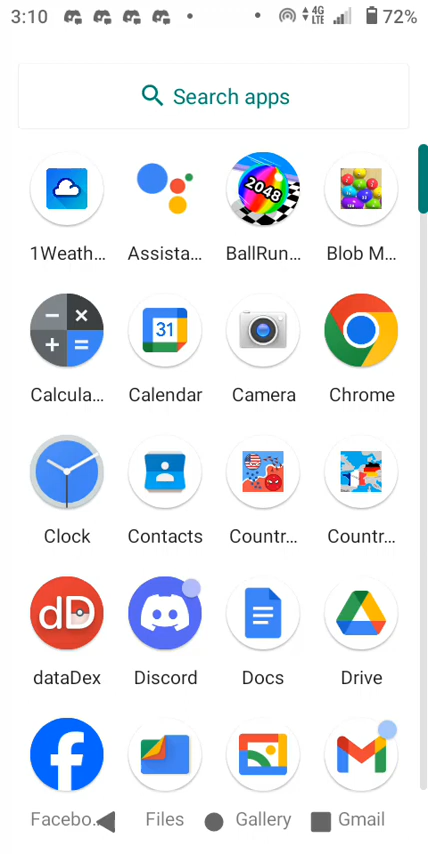 3:10 4G LTE 72%
Search apps
2048
1Weath... Assista... BallRun... Blob M...
31
Calcula... Calendar Camera Chrome
Clock Contacts Countr... Countr...
dD
dataDex Discord Docs Drive
Facebo... Files Gallery Gmail